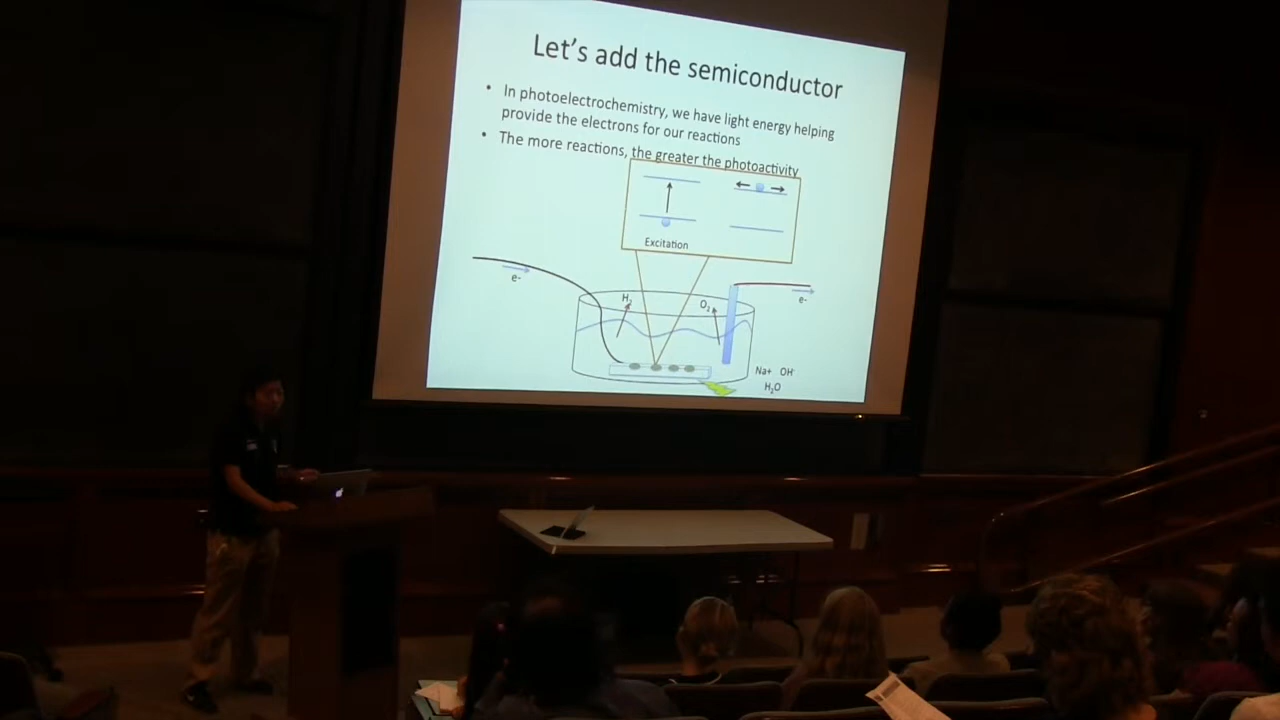 Let's add the semiconductor
• In photoelectrochemistry, we have light energy helping
provide the electrons for our reactions
• The more reactions, the greater the photoactivity
Excitation
e-
H₂
O₂
e-
Na+ OH-
H₂O